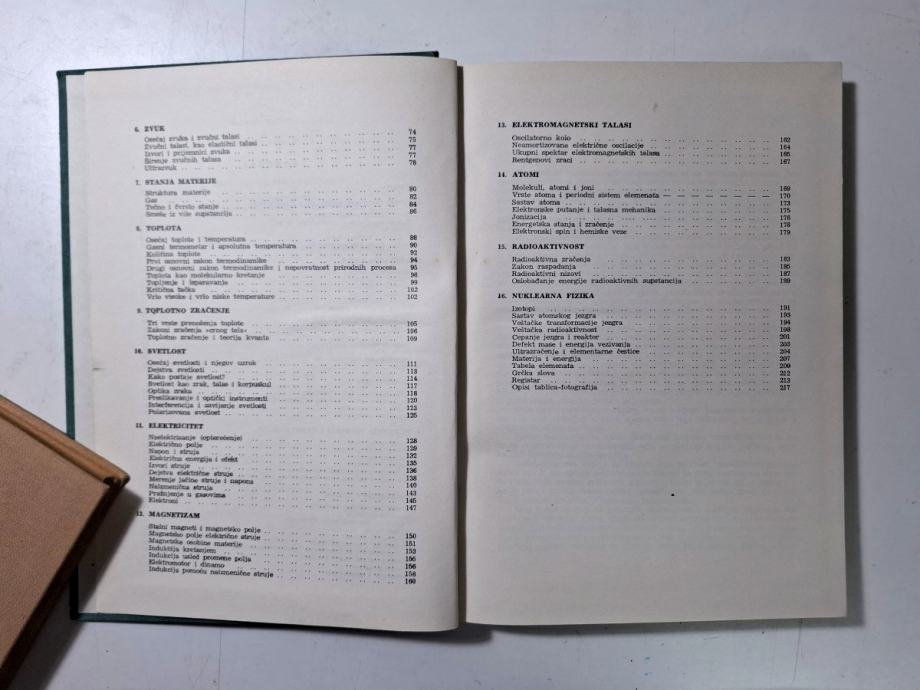 6. ZVUK
Osećaj zvuka i zvučni talasi .. .. .. 74
Zvučni talasi kao elastični talasi .. .. .. 75
Izvori i prijemnici zvuka .. .. .. 77
Širenje zvučnih talasa .. .. .. 77
Ultrazvuk .. .. .. 78
7. STANJA MATERIJE
Struktura materije .. .. .. 80
Gas .. .. .. 82
Tečno i čvrsto stanje .. .. .. 84
Smeše iz više supstancija .. .. .. 86
8. TOPLOTA
Osećaj toplote i temperatura .. .. .. 88
Gasni termometar i apsolutna temperatura .. .. .. 90
Količina toplote .. .. .. 92
Prvi osnovni zakon termodinamike .. .. .. 94
Drugi osnovni zakon termodinamike i nepovratnost prirodnih procesa 95
Toplota kao molekularno kretanje .. .. .. 98
Topljenje i isparavanje .. .. .. 99
Kritična tačka .. .. .. 102
Vrlo visoke i vrlo niske temperature .. .. .. 102
9. TOPLOTNO ZRAČENJE
Tri vrste prenošenja toplote .. .. .. 105
Zakoni zračenja »crnog tela« .. .. .. 106
Toplotno zračenje i teorija kvanta .. .. .. 109
10. SVETLOST
Osećaj svetlosti i njegov uzrok .. .. .. 111
Dejstva svetlosti .. .. .. 113
Kako postaje svetlost? .. .. .. 114
Svetlost kao zrak, talas i korpuskul .. .. .. 117
Optika zraka .. .. .. 118
Preslikavanje i optički instrumenti .. .. .. 120
Interferencija i savijanje svetlosti .. .. .. 123
Polarizovana svetlost .. .. .. 125
11. ELEKTRICITET
Naelektrisanje (opterećenje) .. .. .. 128
Električno polje .. .. .. 129
Napon i struja .. .. .. 132
Električna energija i efekt .. .. .. 135
Izvori struje .. .. .. 136
Dejstva električne struje .. .. .. 138
Merenje jačine struje i napona .. .. .. 140
Naizmenična struja .. .. .. 143
Pražnjenje u gasovima .. .. .. 145
Elektroni .. .. .. 147
12. MAGNETIZAM
Stalni magneti i magnetsko polje .. .. .. 150
Magnetsko polje električne struje .. .. .. 151
Magnetske osobine materije .. .. .. 153
Indukcija kretanjem .. .. .. 156
Indukcija usled promene polja .. .. .. 156
Elektromotor i dinamo .. .. .. 158
Indukcija pomoću naizmenične struje .. .. .. 160
13. ELEKTROMAGNETSKI TALASI
Oscilatorno kolo .. .. .. 162
Neamortizovane električne oscilacije .. .. .. 164
Ukupni spektar elektromagnetskih talasa .. .. .. 165
Rentgenovi zraci .. .. .. 167
14. ATOMI
Molekuli, atomi i joni .. .. .. 169
Vrste atoma i periodni sistem elemenata — — — 170
Sastav atoma .. .. .. 173
Elektronske putanje i talasna mehanika .. .. .. 175
Jonizacija .. .. .. 176
Energetska stanja i zračenje .. .. .. 178
Elektronski spin i hemiske veze .. .. .. 179
15. RADIOAKTIVNOST
Radioaktivna zračenja .. .. .. 183
Zakon raspadanja .. .. .. 185
Radioaktivni nizovi .. .. .. 187
Oslobađanje energije radioaktivnih supstancija .. .. .. 189
16. NUKLEARNA FIZIKA
Izotopi .. .. .. 191
Sastav atomskog jezgra .. .. .. 193
Veštačke transformacije jezgra .. .. .. 194
Veštačka radioaktivnost .. .. .. 198
Cepanje jezgra i reaktor .. .. .. 201
Defekt mase i energija vezivanja .. .. .. 203
Ultrazračenje i elementarne čestice .. .. .. 204
Materija i energija .. .. .. 207
Tabela elemenata .. .. .. 209
Grčka slova .. .. .. 212
Registar .. .. .. 213
Opisi tablica-fotografija .. .. .. 217